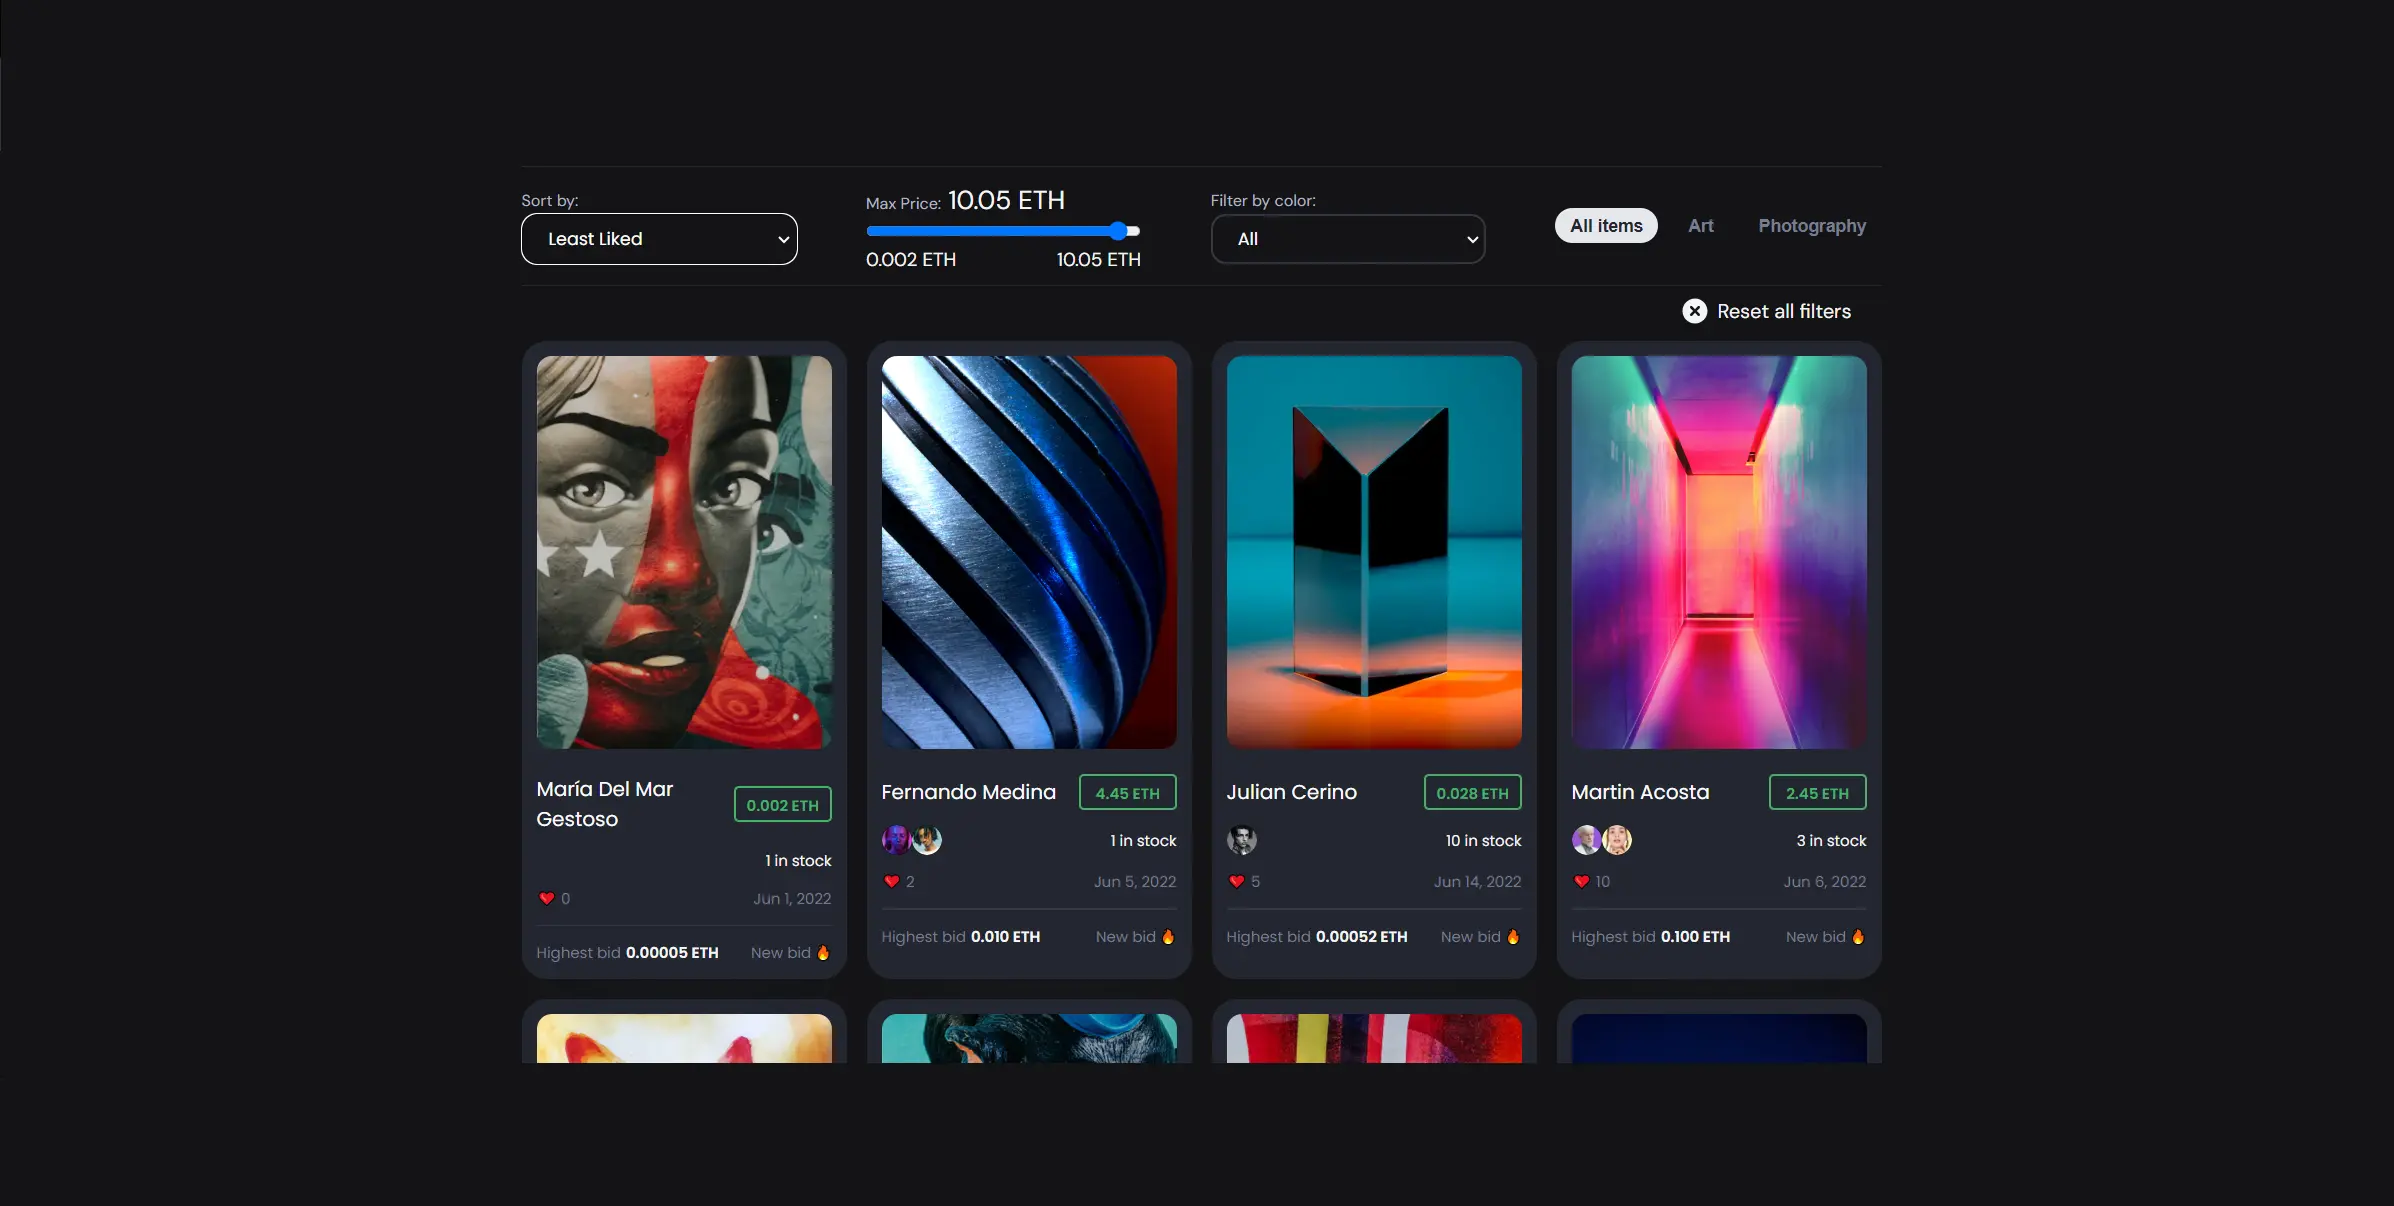 Sort by:
Least Liked
Max Price: 10.05 ETH
0.002 ETH 10.05 ETH
Filter by color:
All
All items Art Photography
Reset all filters
María Del Mar
Gestoso
0.002 ETH
1 in stock
0 Jun 1, 2022
Highest bid 0.00005 ETH New bid 🔥
Fernando Medina 4.45 ETH
1 in stock
2 Jun 5, 2022
Highest bid 0.010 ETH New bid 🔥
Julian Cerino 0.028 ETH
10 in stock
5 Jun 14, 2022
Highest bid 0.00052 ETH New bid 🔥
Martin Acosta 2.45 ETH
3 in stock
10 Jun 6, 2022
Highest bid 0.100 ETH New bid 🔥